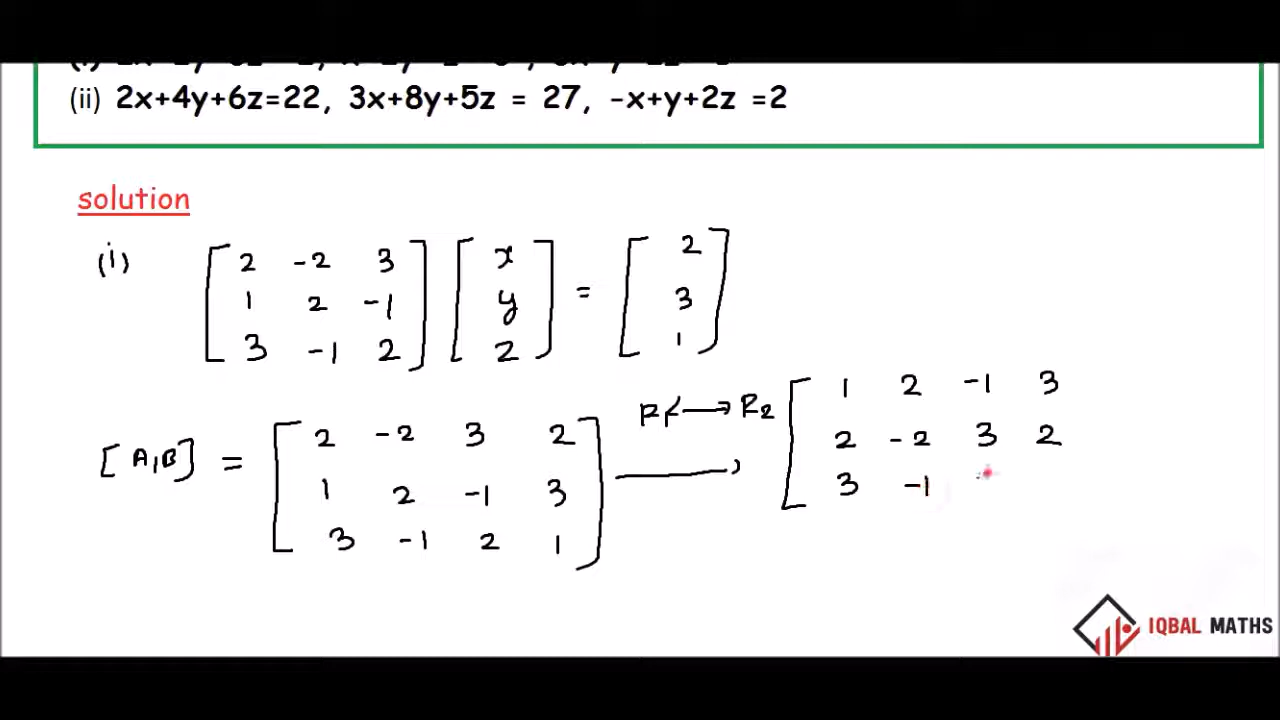 (ii) 2x+4y+6z=22, 3x+8y+5z = 27, -x+y+2z =2
solution
(i) [ 2 -2 3 ] [ x ] = [ 2 ]
1 2 -1 y 3
3 -1 2 z 1
R1 ⟷ R2
[A,B] = [ 2 -2 3 2 ] ⟶ [ 1 2 -1 3
1 2 -1 3 2 -2 3 2
3 -1 2 1 3 -1
IQBAL MATHS